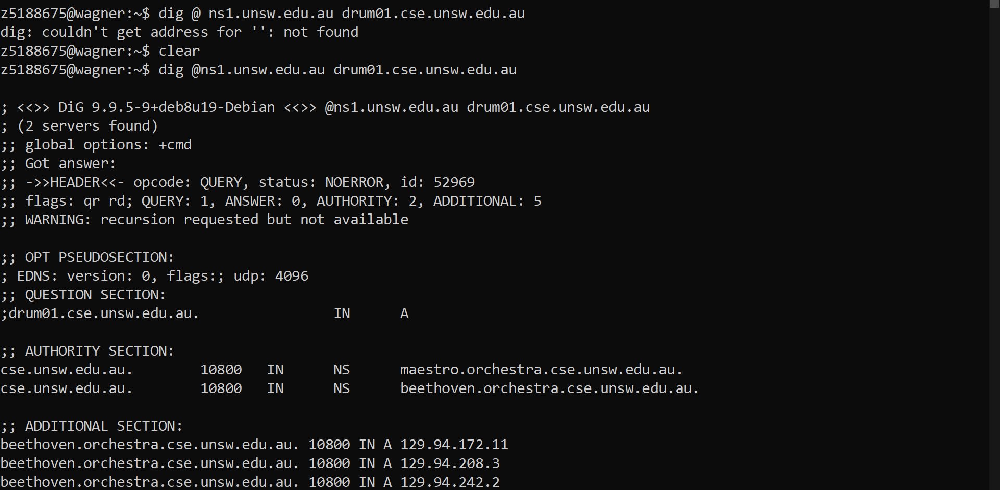 z5188675@wagner:~$ dig @ ns1.unsw.edu.au drum01.cse.unsw.edu.au
dig: couldn't get address for '': not found
z5188675@wagner:~$ clear
z5188675@wagner:~$ dig @ns1.unsw.edu.au drum01.cse.unsw.edu.au

; <<>> DiG 9.9.5-9+deb8u19-Debian <<>> @ns1.unsw.edu.au drum01.cse.unsw.edu.au
; (2 servers found)
;; global options: +cmd
;; Got answer:
;; ->>HEADER<<- opcode: QUERY, status: NOERROR, id: 52969
;; flags: qr rd; QUERY: 1, ANSWER: 0, AUTHORITY: 2, ADDITIONAL: 5
;; WARNING: recursion requested but not available

;; OPT PSEUDOSECTION:
; EDNS: version: 0, flags:; udp: 4096
;; QUESTION SECTION:
;drum01.cse.unsw.edu.au.                IN      A

;; AUTHORITY SECTION:
cse.unsw.edu.au.        10800   IN      NS      maestro.orchestra.cse.unsw.edu.au.
cse.unsw.edu.au.        10800   IN      NS      beethoven.orchestra.cse.unsw.edu.au.

;; ADDITIONAL SECTION:
beethoven.orchestra.cse.unsw.edu.au. 10800 IN A 129.94.172.11
beethoven.orchestra.cse.unsw.edu.au. 10800 IN A 129.94.208.3
beethoven.orchestra.cse.unsw.edu.au. 10800 IN A 129.94.242.2